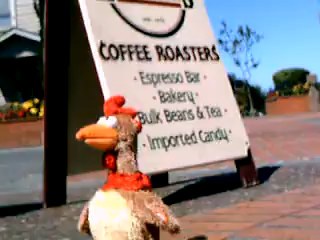 COFFEE ROASTERS
· Espresso Bar ·
· Bakery ·
Bulk Beans & Tea ·
· Imported Candy ·